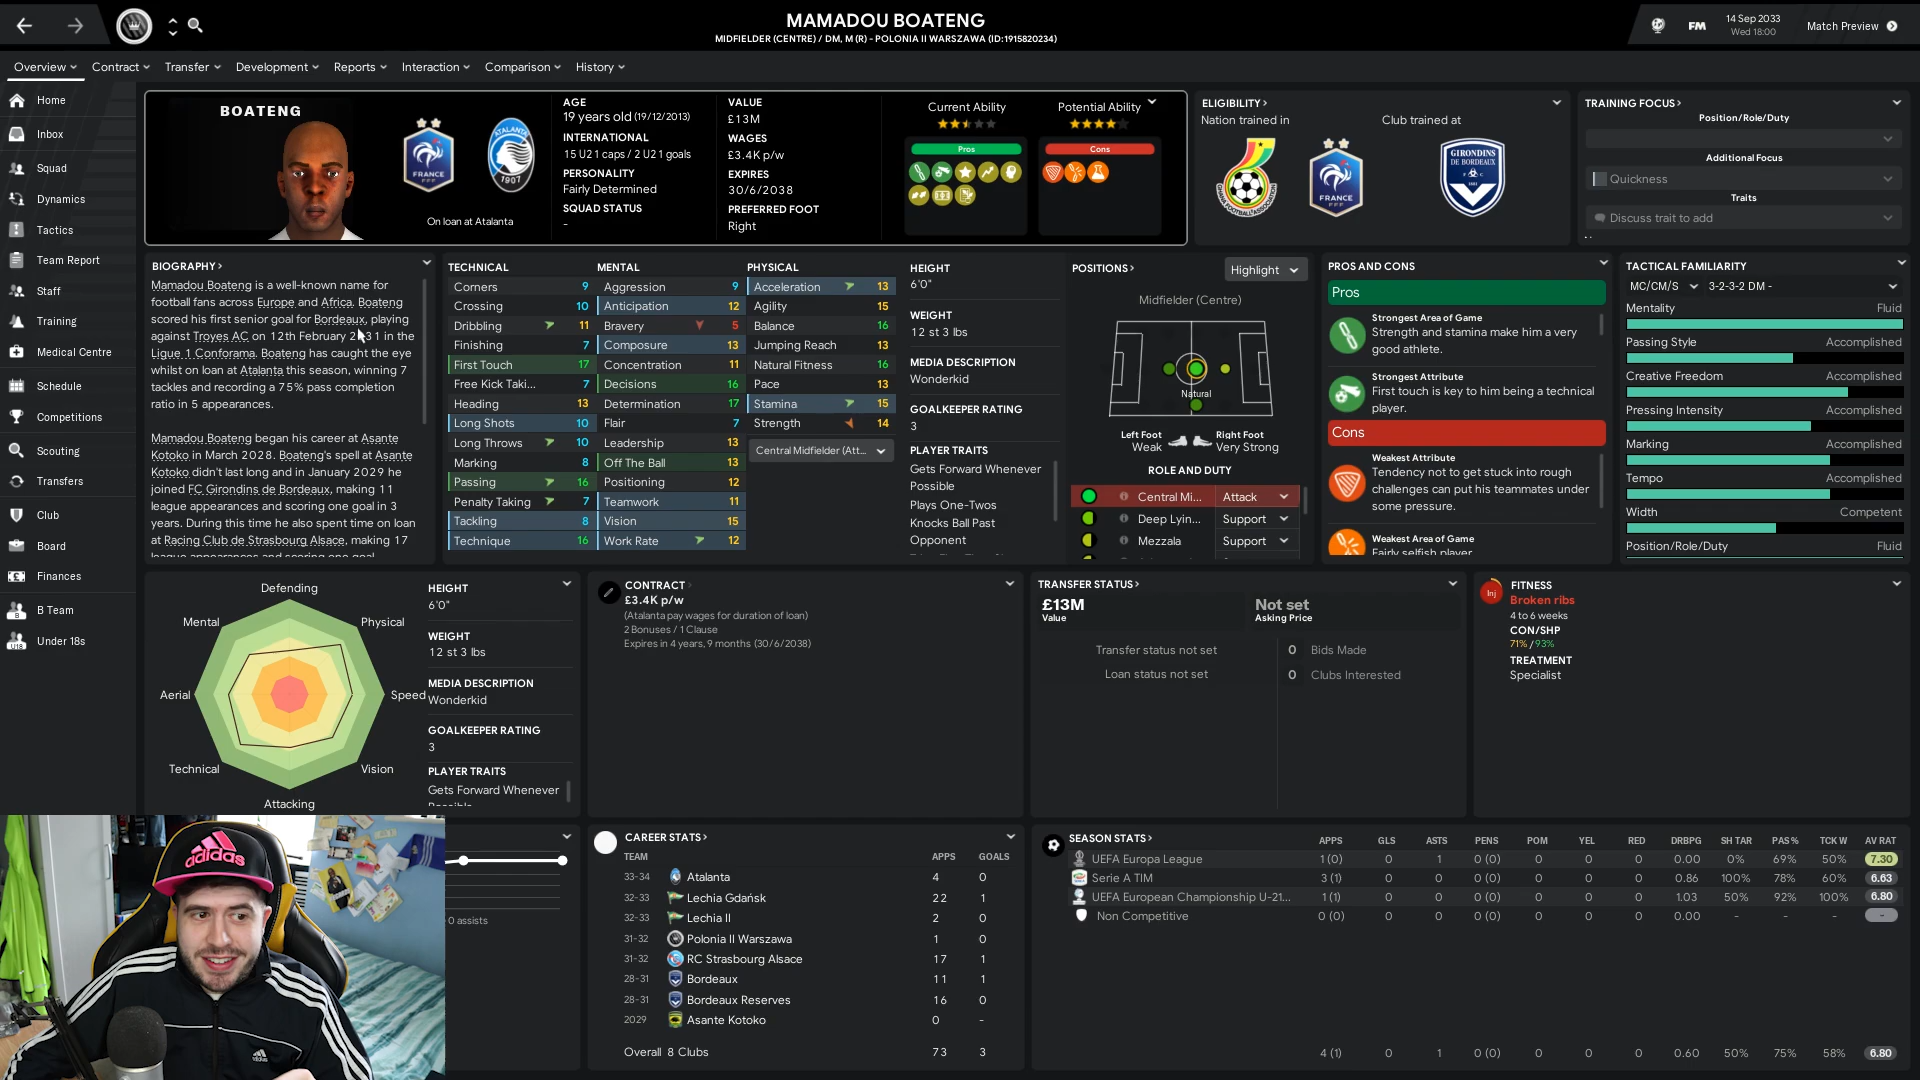 MAMADOU BOATENG
MIDFIELDER (CENTRE) / DM, M (R) - POLONIA II WARSZAWA (ID:1915820234)
FM
14 Sep 2033
Wed 18:00
Match Preview
Overview
Contract
Transfer
Development
Reports
Interaction
Comparison
History
Home
Inbox
Squad
Dynamics
Tactics
Team Report
Staff
Training
Medical Centre
Schedule
Competitions
Scouting
Transfers
Club
Board
Finances
B Team
Under 18s
BOATENG
FRANCE
FFF
ATALANTA
1907
On loan at Atalanta
AGE
19 years old (19/12/2013)
INTERNATIONAL
15 U21 caps / 2 U21 goals
PERSONALITY
Fairly Determined
SQUAD STATUS
-
VALUE
£13M
WAGES
£3.4K p/w
EXPIRES
30/6/2038
PREFERRED FOOT
Right
Current Ability
Pros
Potential Ability
Cons
ELIGIBILITY >
Nation trained in
Club trained at
FRANCE
FFF
GIRONDINS
DE BORDEAUX
TRAINING FOCUS >
Position/Role/Duty
Additional Focus
Quickness
Traits
Discuss trait to add
BIOGRAPHY >
Mamadou Boateng is a well-known name for
football fans across Europe and Africa. Boateng
scored his first senior goal for Bordeaux, playing
against Troyes AC on 12th February 2031 in the
Ligue 1 Conforama. Boateng has caught the eye
whilst on loan at Atalanta this season, winning 7
tackles and recording a 75% pass completion
ratio in 5 appearances.
Mamadou Boateng began his career at Asante
Kotoko in March 2028. Boateng's spell at Asante
Kotoko didn't last long and in January 2029 he
joined FC Girondins de Bordeaux, making 11
league appearances and scoring one goal in 3
years. During this time he also spent time on loan
at Racing Club de Strasbourg Alsace, making 17
league appearances and scoring one goal
TECHNICAL
Corners 9
Crossing 10
Dribbling 11
Finishing 7
First Touch 17
Free Kick Taki... 7
Heading 13
Long Shots 10
Long Throws 10
Marking 8
Passing 16
Penalty Taking 7
Tackling 8
Technique 16
MENTAL
Aggression 9
Anticipation 12
Bravery 5
Composure 13
Concentration 11
Decisions 16
Determination 17
Flair 7
Leadership 13
Off The Ball 13
Positioning 12
Teamwork 11
Vision 15
Work Rate 12
PHYSICAL
Acceleration 13
Agility 15
Balance 16
Jumping Reach 13
Natural Fitness 16
Pace 13
Stamina 15
Strength 14
Central Midfielder (Att...
HEIGHT
6'0"
WEIGHT
12 st 3 lbs
MEDIA DESCRIPTION
Wonderkid
GOALKEEPER RATING
3
PLAYER TRAITS
Gets Forward Whenever
Possible
Plays One-Twos
Knocks Ball Past
Opponent
POSITIONS >
Highlight
Midfielder (Centre)
Natural
Left Foot
Weak
Right Foot
Very Strong
ROLE AND DUTY
Central Mi... Attack
Deep Lyin... Support
Mezzala Support
PROS AND CONS
Pros
Strongest Area of Game
Strength and stamina make him a very
good athlete.
Strongest Attribute
First touch is key to him being a technical
player.
Cons
Weakest Attribute
Tendency not to get stuck into rough
challenges can put his teammates under
some pressure.
Weakest Area of Game
Fairly selfish player
TACTICAL FAMILIARITY
MC/CM/S
3-2-3-2 DM -
Mentality Fluid
Passing Style Accomplished
Creative Freedom Accomplished
Pressing Intensity Accomplished
Marking Accomplished
Tempo Accomplished
Width Competent
Position/Role/Duty Fluid
Defending
Physical
Speed
Vision
Attacking
Technical
Aerial
Mental
HEIGHT
6'0"
WEIGHT
12 st 3 lbs
MEDIA DESCRIPTION
Wonderkid
GOALKEEPER RATING
3
PLAYER TRAITS
Gets Forward Whenever
Possible
CONTRACT >
£3.4K p/w
(Atalanta pay wages for duration of loan)
2 Bonuses / 1 Clause
Expires in 4 years, 9 months (30/6/2038)
TRANSFER STATUS >
£13M
Value
Not set
Asking Price
Transfer status not set
Loan status not set
0 Bids Made
0 Clubs Interested
Inj
FITNESS
Broken ribs
4 to 6 weeks
CON/SHP
71% / 93%
TREATMENT
Specialist
adidas
adidas
0 assists
CAREER STATS >
TEAM APPS GOALS
33-34 Atalanta 4 0
32-33 Lechia Gdańsk 22 1
32-33 Lechia II 2 0
31-32 Polonia II Warszawa 1 0
31-32 RC Strasbourg Alsace 17 1
28-31 Bordeaux 11 1
28-31 Bordeaux Reserves 16 0
2029 Asante Kotoko 0 -
Overall 8 Clubs 73 3
SEASON STATS >
APPS GLS ASTS PENS POM YEL RED DRBPG SH TAR PAS % TCK W AV RAT
UEFA Europa League 1 (0) 0 1 0 (0) 0 0 0 0.00 0% 69% 50% 7.30
Serie A TIM 3 (1) 0 0 0 (0) 0 0 0 0.86 100% 78% 60% 6.63
UEFA European Championship U-21... 1 (1) 0 0 0 (0) 0 0 0 1.03 50% 92% 100% 6.80
Non Competitive 0 (0) 0 0 0 (0) 0 0 0 0.00 - - - -
4 (1) 0 1 0 (0) 0 0 0 0.60 50% 75% 58% 6.80